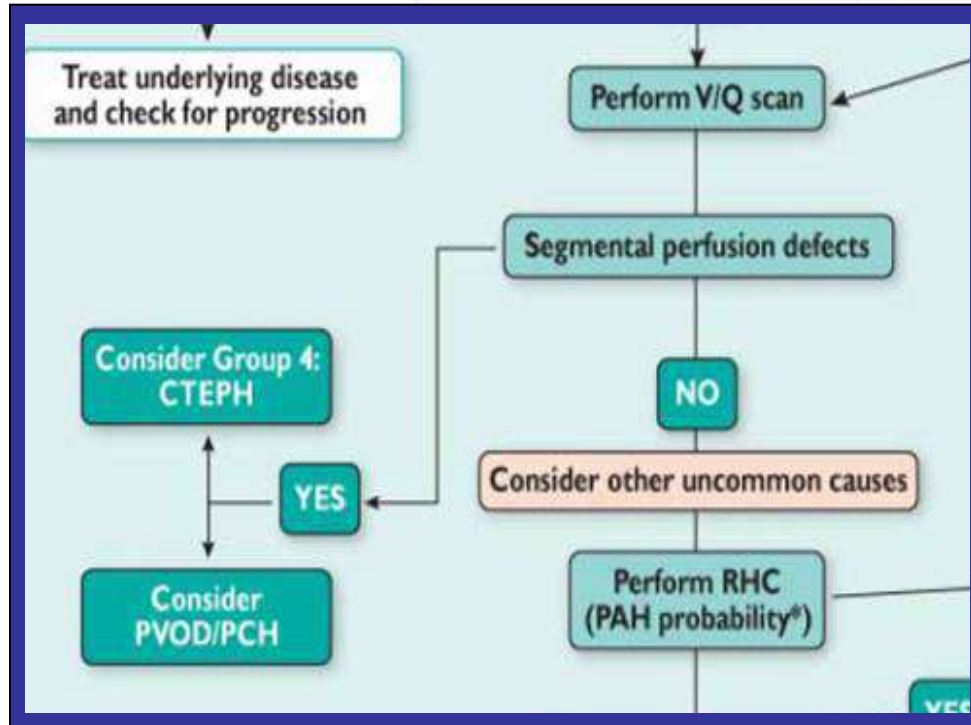 Treat underlying disease
and check for progression
Perform V/Q scan
Segmental perfusion defects
Consider Group 4:
CTEPH
NO
YES
Consider other uncommon causes
Consider
PVOD/PCH
Perform RHC
(PAH probability*)
YES